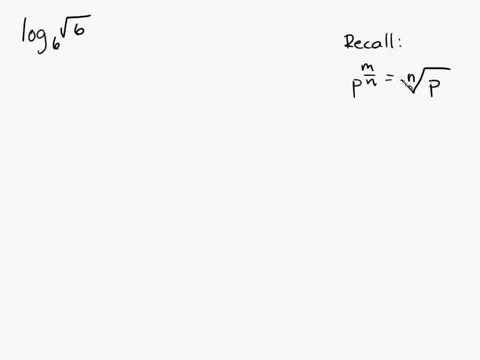 log₆√6
Recall:
p^(m/n) = ⁿ√p